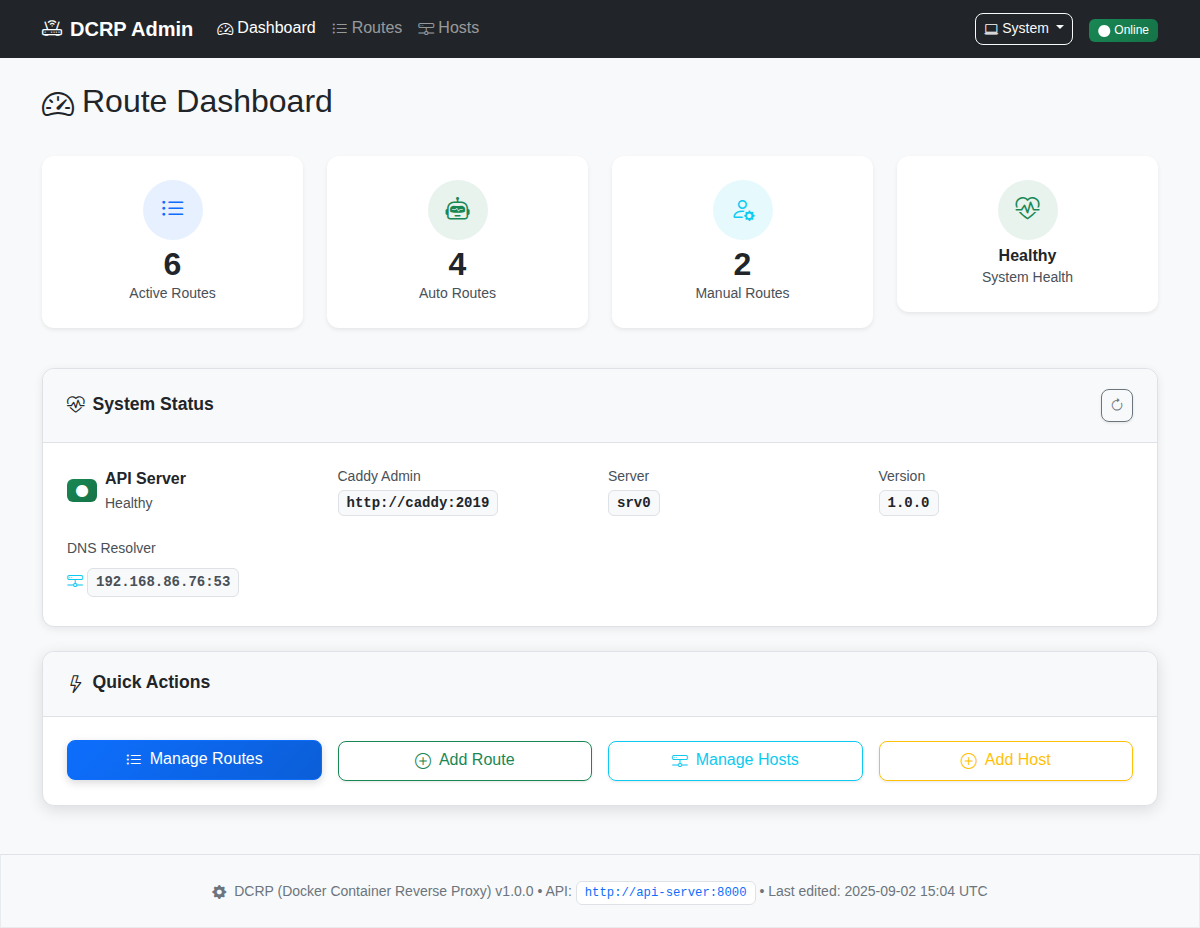 DCRP Admin Dashboard Routes Hosts System Online
Route Dashboard
6
Active Routes
4
Auto Routes
2
Manual Routes
Healthy
System Health
System Status
API Server
Healthy
Caddy Admin
http://caddy:2019
Server
srv0
Version
1.0.0
DNS Resolver
192.168.86.76:53
Quick Actions
Manage Routes
Add Route
Manage Hosts
Add Host
DCRP (Docker Container Reverse Proxy) v1.0.0 • API: http://api-server:8000 • Last edited: 2025-09-02 15:04 UTC